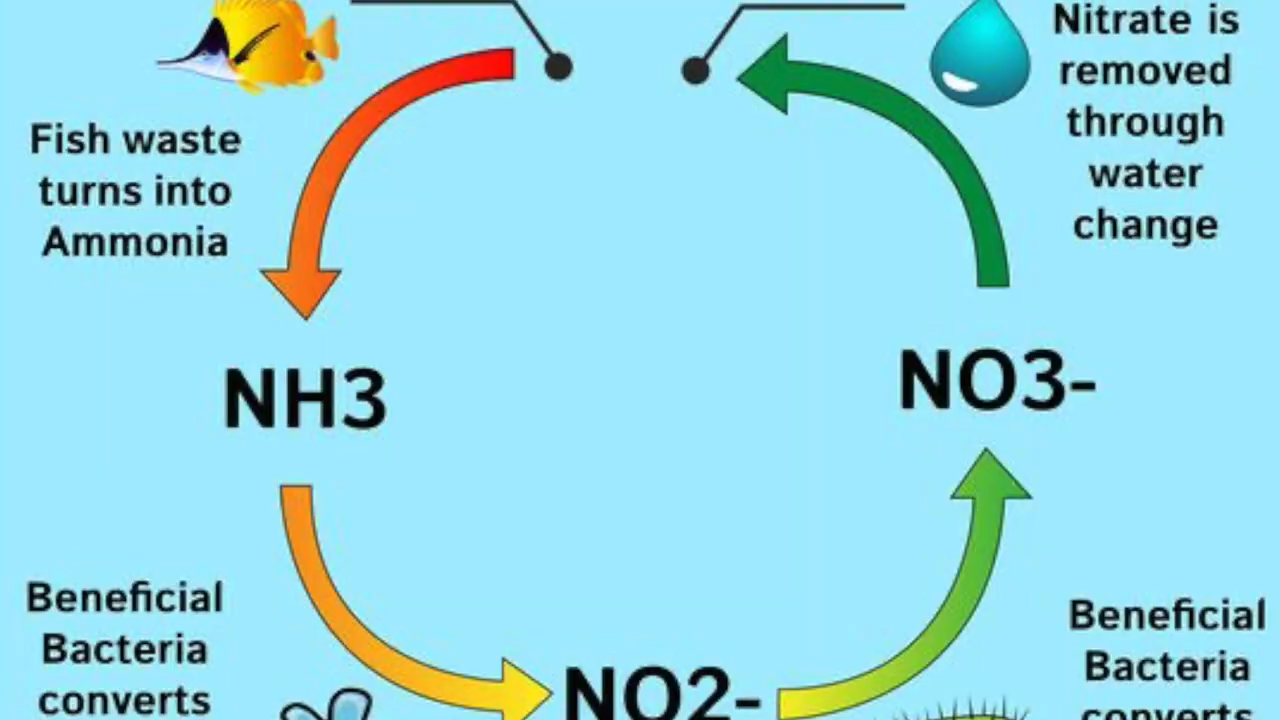 Fish waste
turns into
Ammonia
Nitrate is
removed
through
water
change
NH3
NO3-
Beneficial
Bacteria
converts
NO2-
Beneficial
Bacteria
converts